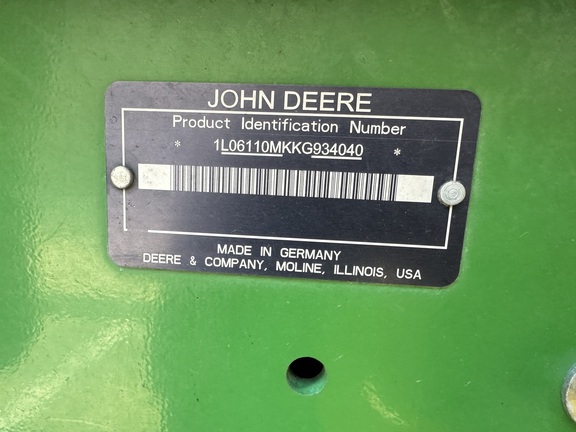 JOHN DEERE
Product Identification Number
* 1L06110MKKG934040 *
MADE IN GERMANY
DEERE & COMPANY, MOLINE, ILLINOIS, USA